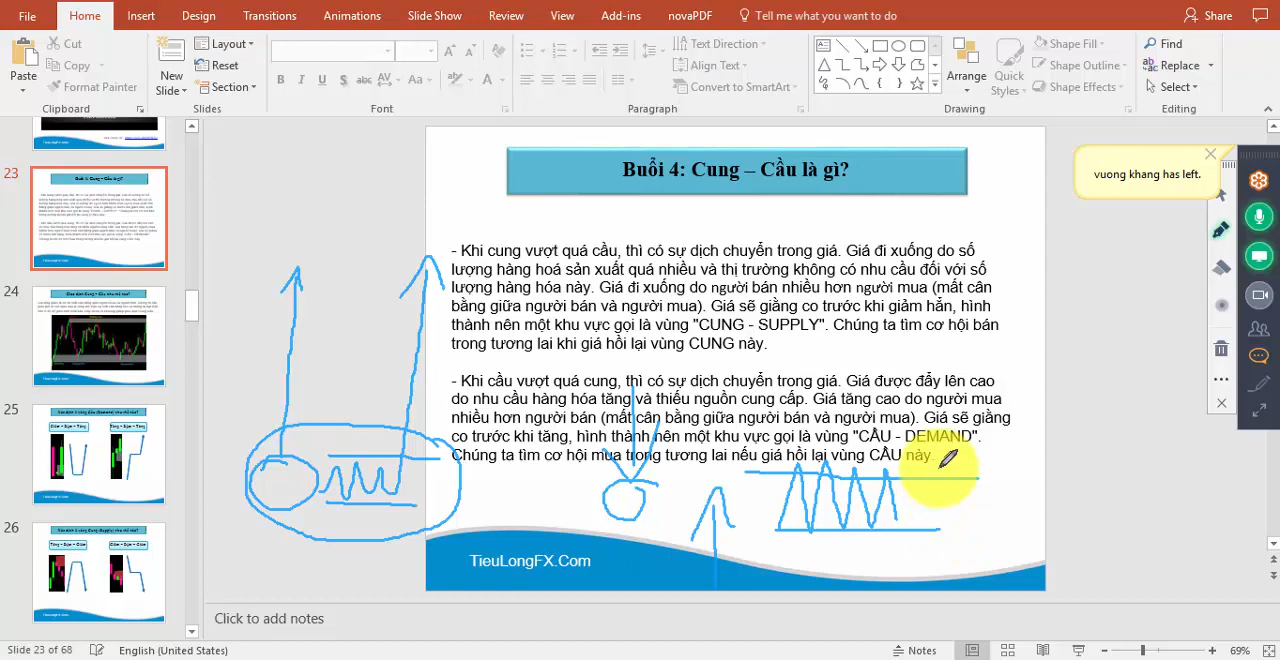 File Home Insert Design Transitions Animations Slide Show Review View Add-ins novaPDF Tell me what you want to do Share
Cut
Copy
Format Painter
Paste
Clipboard
New
Slide
Layout
Reset
Section
Slides
B I U S abc AV Aa A
Font
Text Direction
Align Text
Convert to SmartArt
Paragraph
Arrange
Quick
Styles
Shape Fill
Shape Outline
Shape Effects
Drawing
Find
Replace
Select
Editing
23
24
25
26
Buổi 4: Cung – Cầu là gì?
- Khi cung vượt quá cầu, thì có sự dịch chuyển trong giá. Giá đi xuống do số
lượng hàng hoá sản xuất quá nhiều và thị trường không có nhu cầu đối với số
lượng hàng hóa này. Giá đi xuống do người bán nhiều hơn người mua (mất cân
bằng giữa người bán và người mua). Giá sẽ giằng co trước khi giảm hẳn, hình
thành nên một khu vực gọi là vùng "CUNG - SUPPLY". Chúng ta tìm cơ hội bán
trong tương lai khi giá hồi lại vùng CUNG này.
- Khi cầu vượt quá cung, thì có sự dịch chuyển trong giá. Giá được đẩy lên cao
do nhu cầu hàng hóa tăng và thiếu nguồn cung cấp. Giá tăng cao do người mua
nhiều hơn người bán (mất cân bằng giữa người bán và người mua). Giá sẽ giằng
co trước khi tăng, hình thành nên một khu vực gọi là vùng "CẦU - DEMAND".
Chúng ta tìm cơ hội mua trong tương lai nếu giá hồi lại vùng CẦU này.
TieuLongFX.Com
vuong khang has left.
Click to add notes
Slide 23 of 68 English (United States) Notes 69%